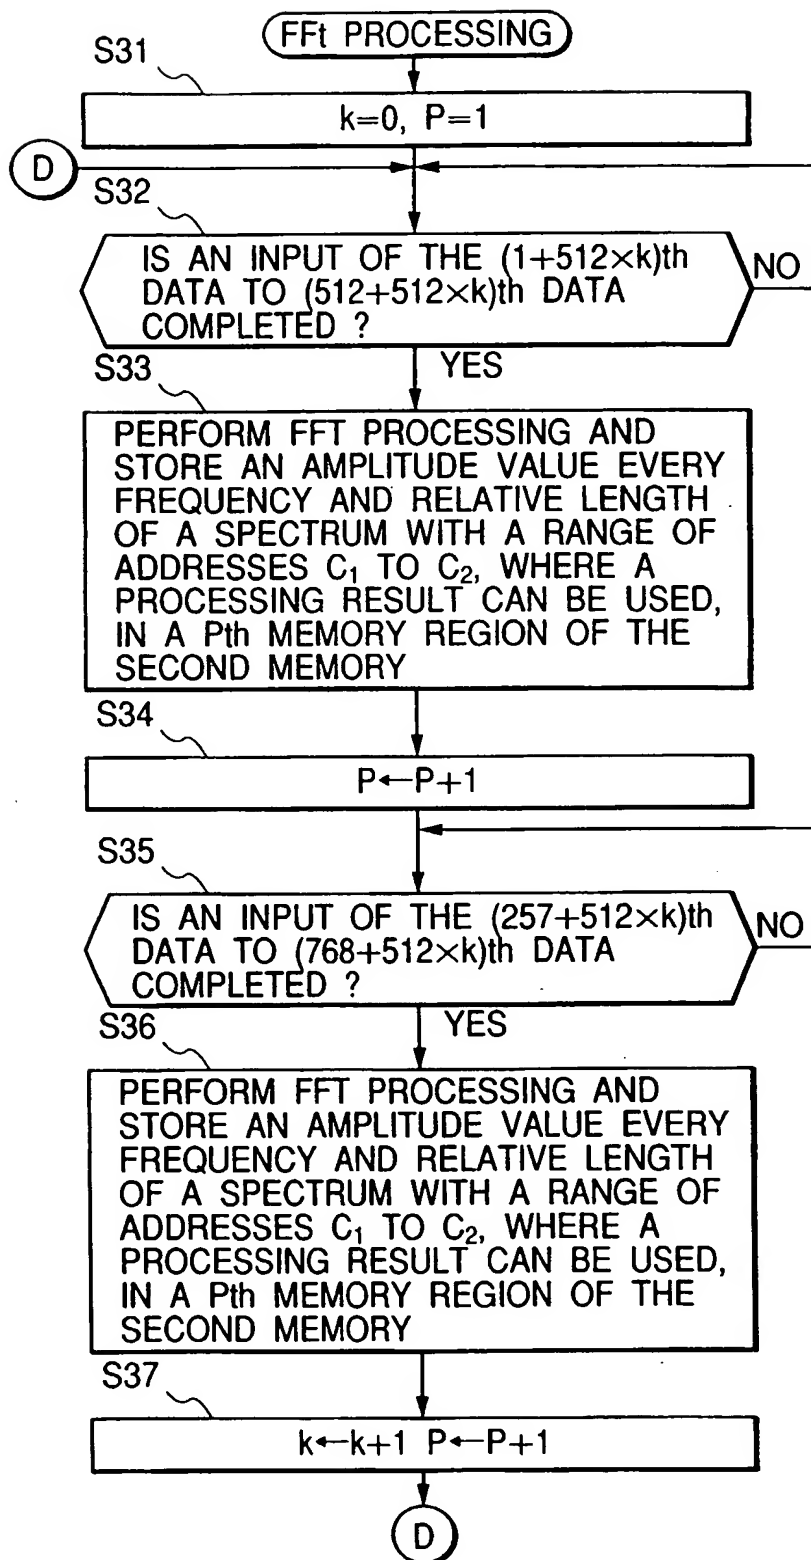 FFt PROCESSING
S31
k=0, P=1
D
S32
IS AN INPUT OF THE (1+512×k)th
DATA TO (512+512×k)th DATA
COMPLETED ?
NO
S33
YES
PERFORM FFT PROCESSING AND
STORE AN AMPLITUDE VALUE EVERY
FREQUENCY AND RELATIVE LENGTH
OF A SPECTRUM WITH A RANGE OF
ADDRESSES C₁ TO C₂, WHERE A
PROCESSING RESULT CAN BE USED,
IN A Pth MEMORY REGION OF THE
SECOND MEMORY
S34
P←P+1
S35
IS AN INPUT OF THE (257+512×k)th
DATA TO (768+512×k)th DATA
COMPLETED ?
NO
S36
YES
PERFORM FFT PROCESSING AND
STORE AN AMPLITUDE VALUE EVERY
FREQUENCY AND RELATIVE LENGTH
OF A SPECTRUM WITH A RANGE OF
ADDRESSES C₁ TO C₂, WHERE A
PROCESSING RESULT CAN BE USED,
IN A Pth MEMORY REGION OF THE
SECOND MEMORY
S37
k←k+1 P←P+1
D